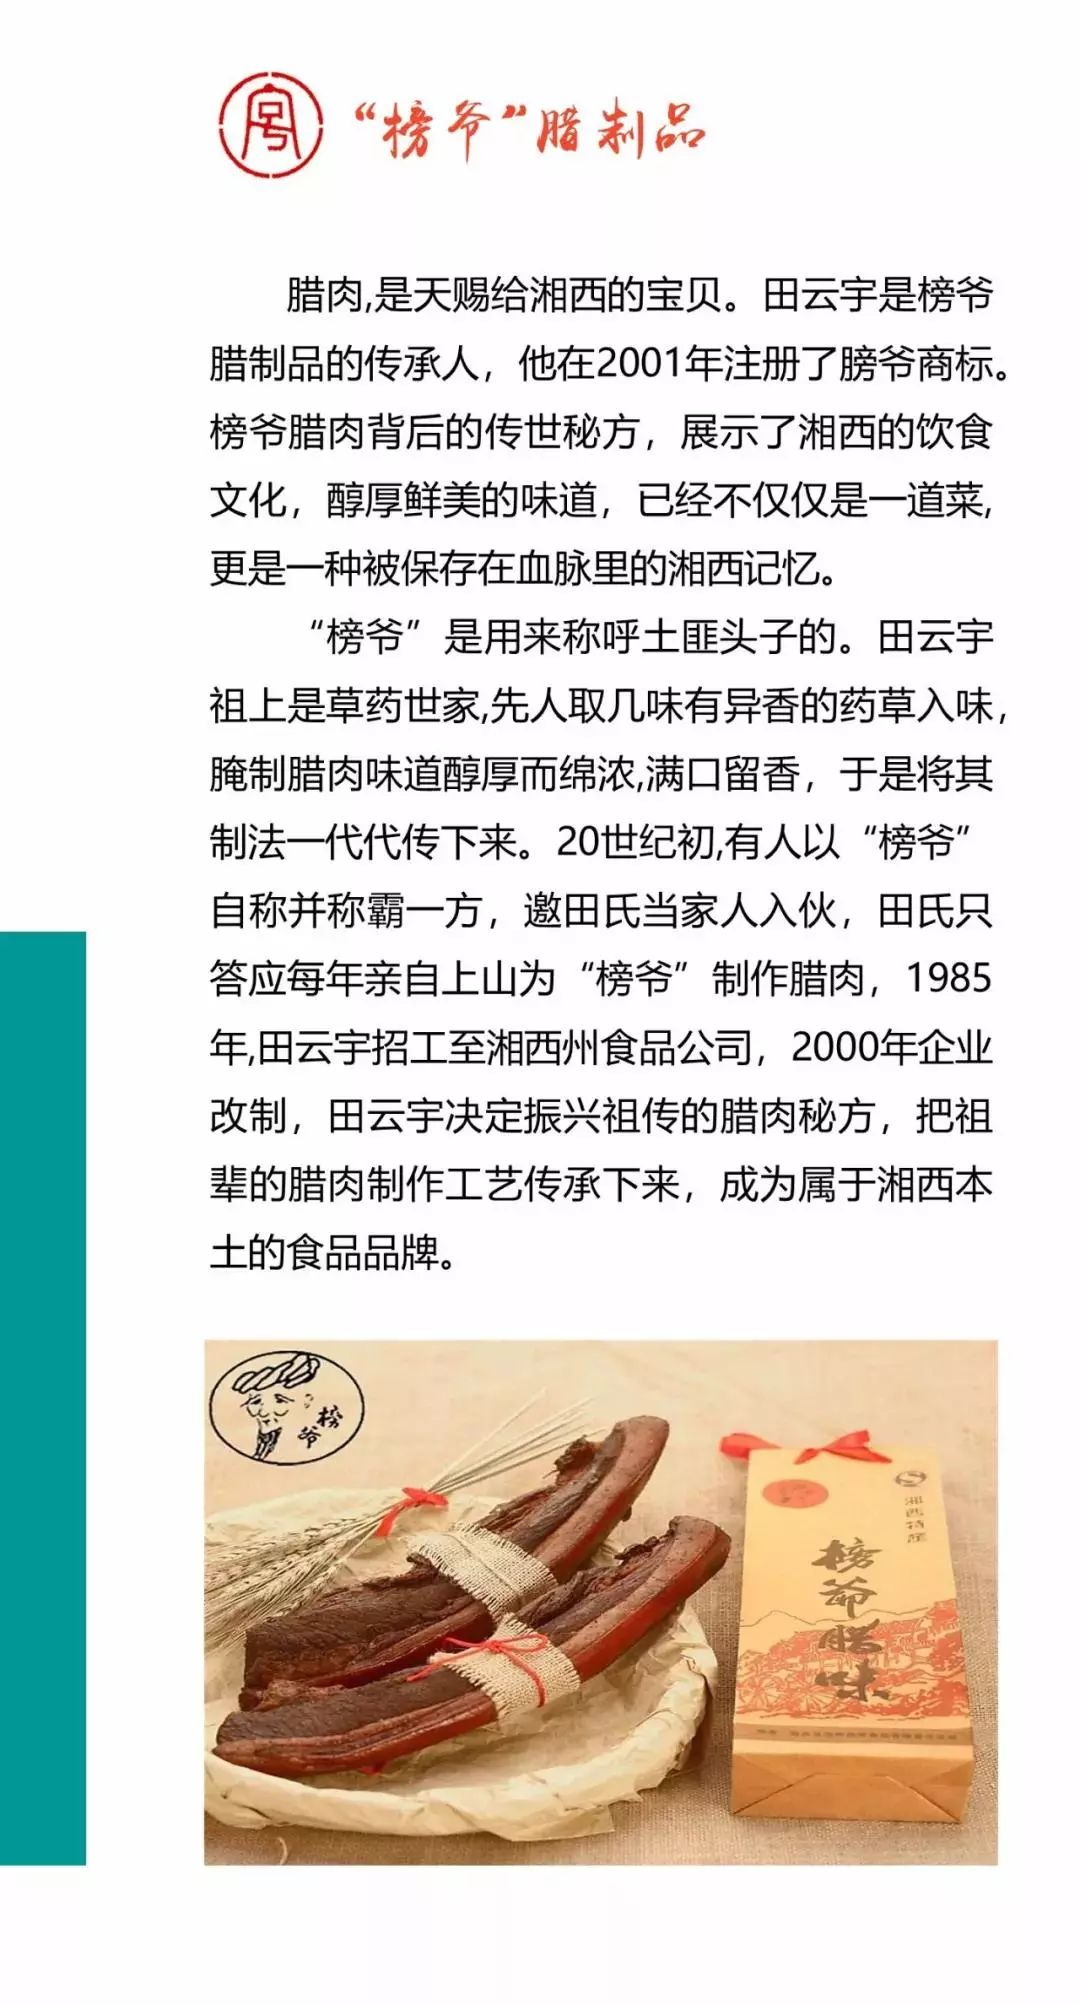 “榜爷”腊制品
腊肉,是天赐给湘西的宝贝。田云宇是榜爷
腊制品的传承人，他在2001年注册了膀爷商标。
榜爷腊肉背后的传世秘方，展示了湘西的饮食
文化，醇厚鲜美的味道，已经不仅仅是一道菜,
更是一种被保存在血脉里的湘西记忆。
“榜爷”是用来称呼土匪头子的。田云宇
祖上是草药世家,先人取几味有异香的药草入味，
腌制腊肉味道醇厚而绵浓,满口留香，于是将其
制法一代代传下来。20世纪初,有人以“榜爷”
自称并称霸一方，邀田氏当家人入伙，田氏只
答应每年亲自上山为“榜爷”制作腊肉，1985
年,田云宇招工至湘西州食品公司，2000年企业
改制，田云宇决定振兴祖传的腊肉秘方，把祖
辈的腊肉制作工艺传承下来，成为属于湘西本
土的食品品牌。
榜爷
湘西特产
榜爷腊味